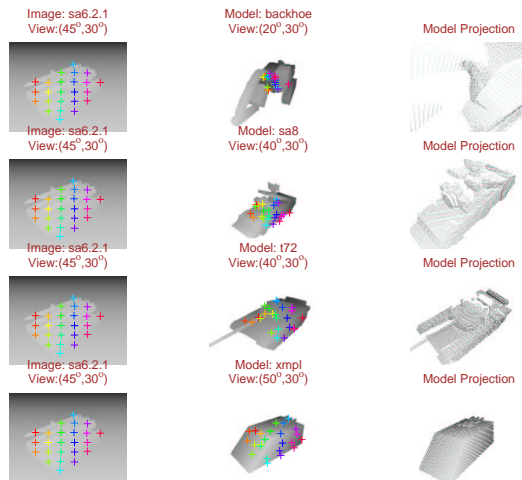 Image: sa6.2.1 Model: backhoe
View:(45°,30°) View:(20°,30°) Model Projection
Image: sa6.2.1 Model: sa8
View:(45°,30°) View:(40°,30°) Model Projection
Image: sa6.2.1 Model: t72
View:(45°,30°) View:(40°,30°) Model Projection
Image: sa6.2.1 Model: xmpl
View:(45°,30°) View:(50°,30°) Model Projection